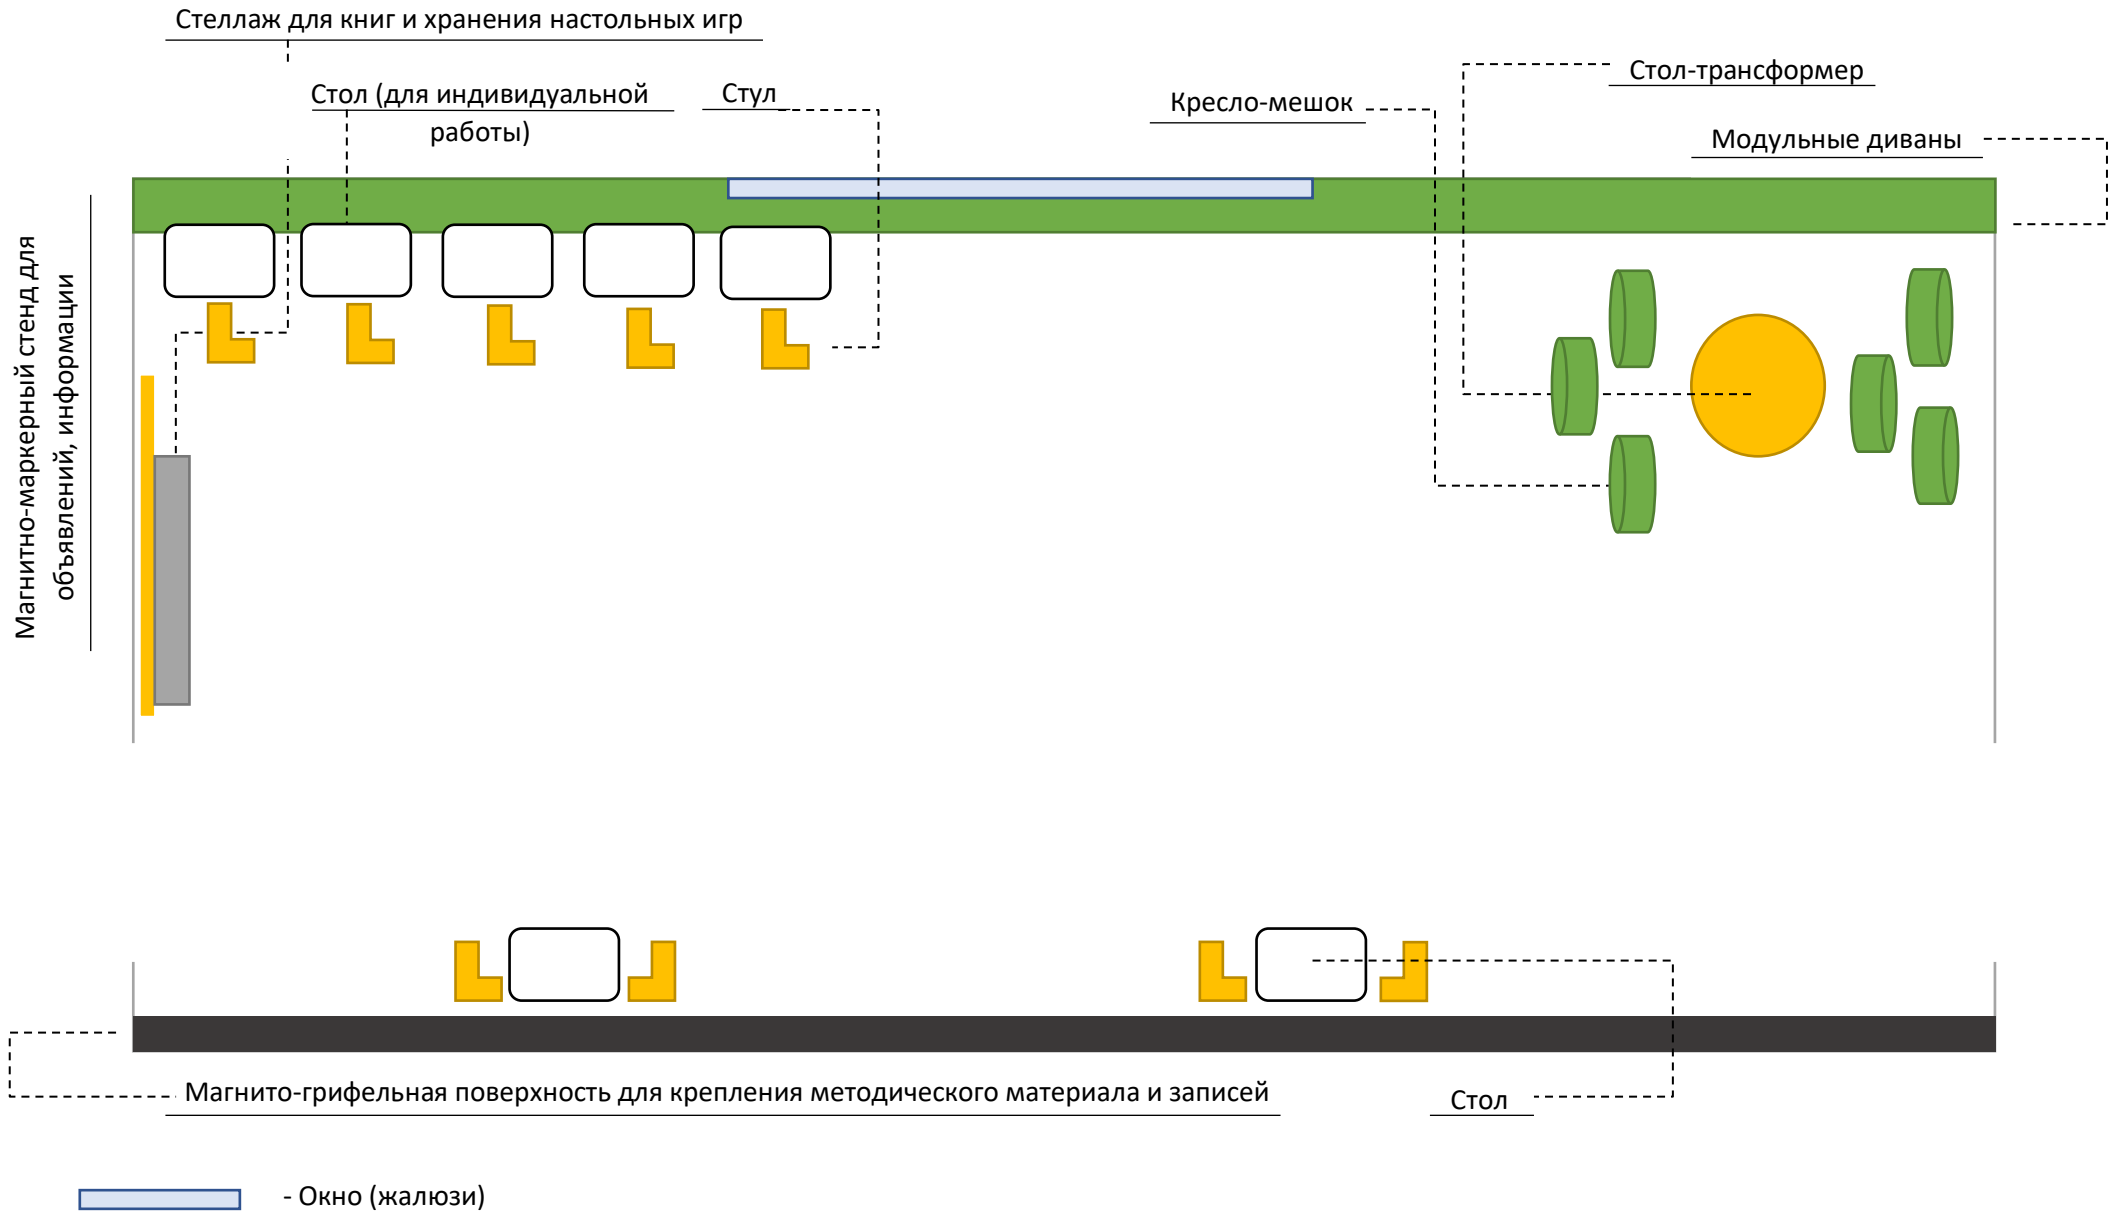 Стеллаж для книг и хранения настольных игр
Стол (для индивидуальной
работы)
Стул
Кресло-мешок
Стол-трансформер
Модульные диваны
Магнитно-маркерный стенд для
объявлений, информации
Магнито-грифельная поверхность для крепления методического материала и записей
Стол
- Окно (жалюзи)